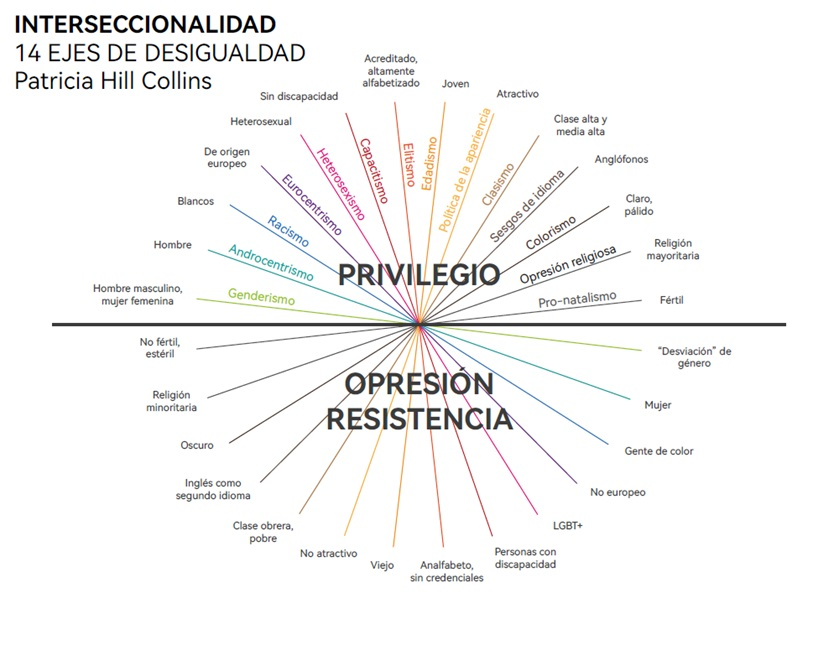 INTERSECCIONALIDAD
14 EJES DE DESIGUALDAD
Patricia Hill Collins
Acreditado,
altamente
alfabetizado
Joven
Atractivo
Sin discapacidad
Heterosexual
Clase alta y
media alta
De origen
europeo
Anglófonos
Blancos
Claro,
pálido
Hombre
Religión
mayoritaria
Hombre masculino,
mujer femenina
Fértil
Genderismo
Androcentrismo
Racismo
Eurocentrismo
Heterosexismo
Capacitismo
Elitismo
Edadismo
Política de la apariencia
Clasismo
Sesgos de idioma
Colorismo
Opresión religiosa
Pro-natalismo
PRIVILEGIO
OPRESIÓN
RESISTENCIA
No fértil,
estéril
"Desviación" de
género
Religión
minoritaria
Mujer
Oscuro
Gente de color
Inglés como
segundo idioma
No europeo
Clase obrera,
pobre
LGBT+
No atractivo
Viejo
Analfabeto,
sin credenciales
Personas con
discapacidad